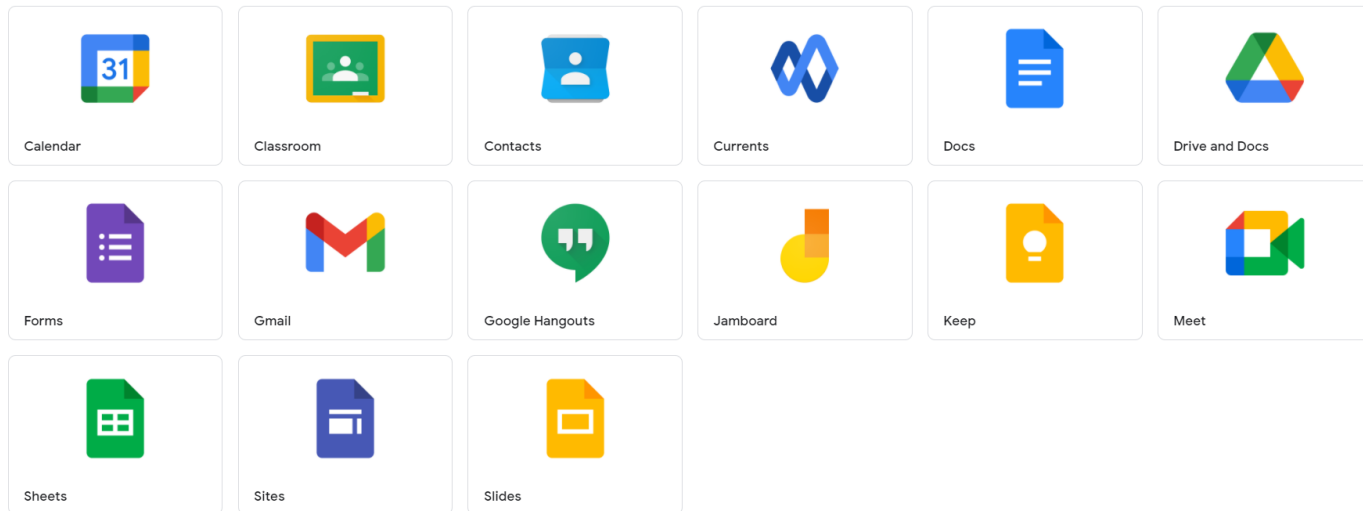 31
Calendar
Classroom
Contacts
Currents
Docs
Drive and Docs
Forms
Gmail
Google Hangouts
Jamboard
Keep
Meet
Sheets
Sites
Slides